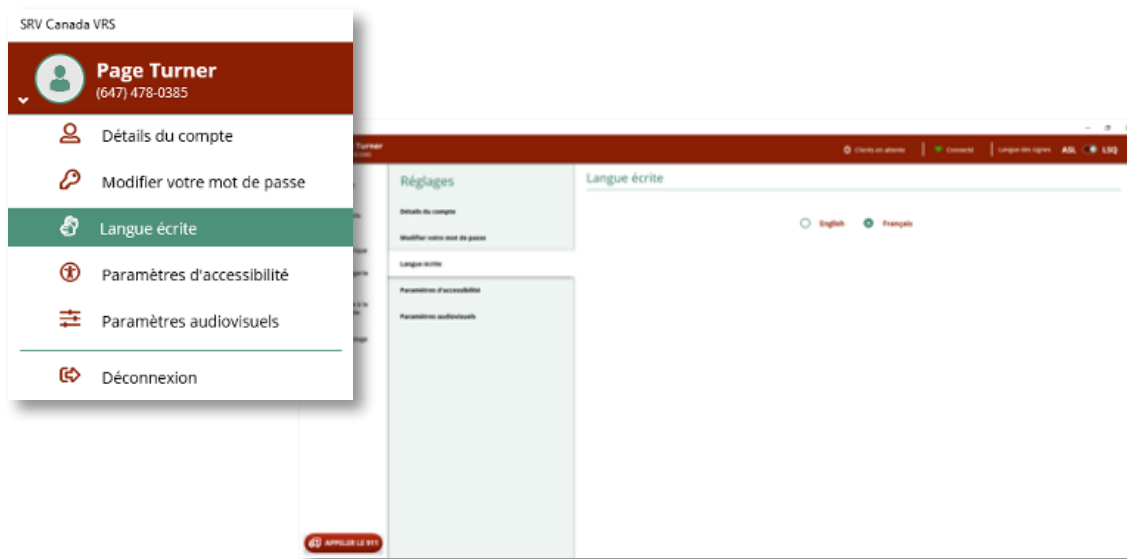 SRV Canada VRS
Page Turner
(647) 478-0385
Détails du compte
Modifier votre mot de passe
Langue écrite
Paramètres d'accessibilité
Paramètres audiovisuels
Déconnexion
Turner
Clients en attente
Connecté
Langue des signes
ASL
LSQ
Réglages
Détails du compte
Modifier votre mot de passe
Langue écrite
Paramètres d'accessibilité
Paramètres audiovisuels
Langue écrite
English
Français
APPELER LE 911